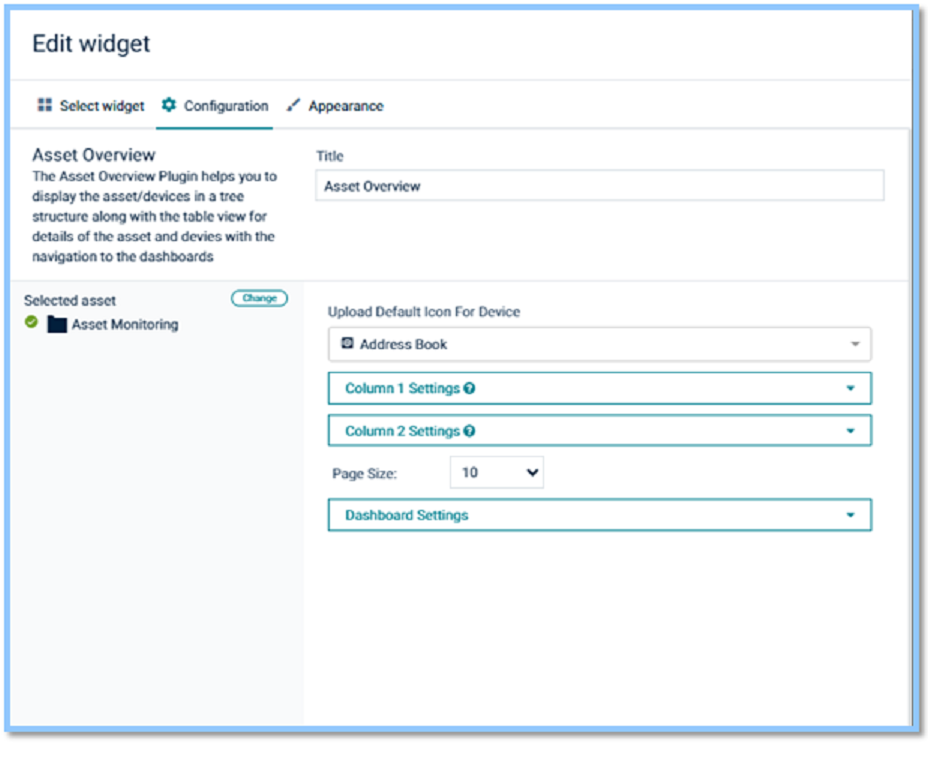 Edit widget
Select widget Configuration Appearance
Asset Overview
The Asset Overview Plugin helps you to
display the asset/devices in a tree
structure along with the table view for
details of the asset and devies with the
navigation to the dashboards
Title
Asset Overview
Selected asset Change
Asset Monitoring
Upload Default Icon For Device
Address Book
Column 1 Settings
Column 2 Settings
Page Size: 10
Dashboard Settings